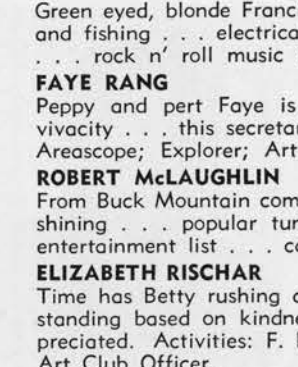 Green eyed, blonde Franc
and fishing . . . electrica
. . . rock n' roll music
FAYE RANG
Peppy and pert Faye is
vivacity . . . this secretar
Areascope; Explorer; Art
ROBERT McLAUGHLIN
From Buck Mountain com
shining . . . popular tur
entertainment list . . . co
ELIZABETH RISCHAR
Time has Betty rushing
standing based on kindne
preciated. Activities: F.
Art Club Officer